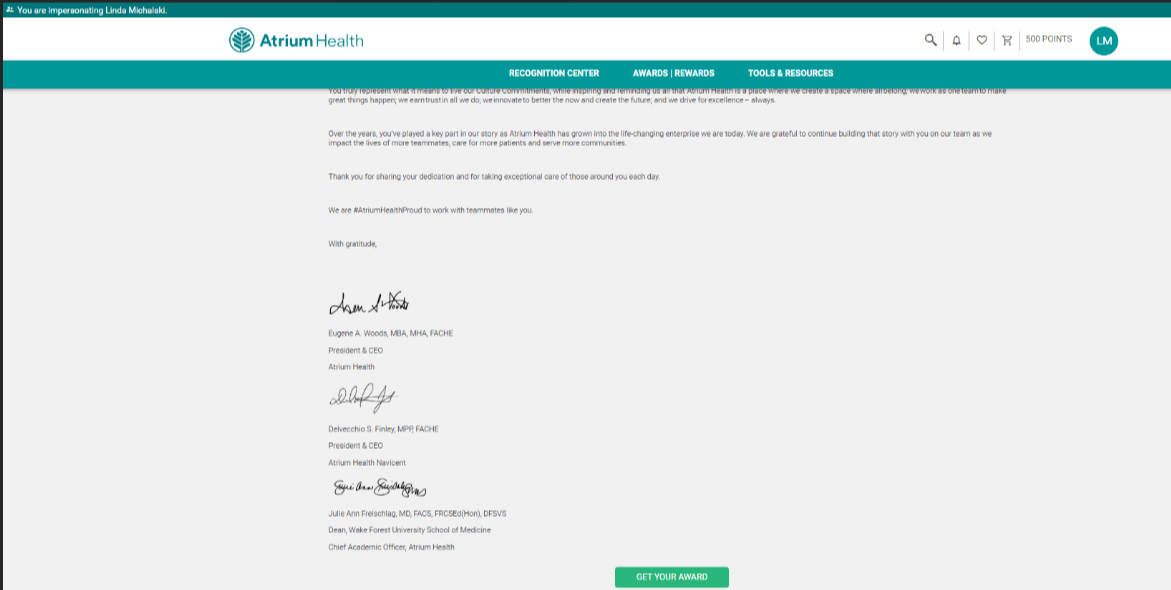 You are impersonating Linda Michalski.
Atrium Health
500 POINTS
LM
RECOGNITION CENTER
AWARDS | REWARDS
TOOLS & RESOURCES
You truly represent what it means to live our Culture Commitments, while inspiring and reminding us all that Atrium Health is a place where we create a space where all belong; we work as one team to make
great things happen; we earn trust in all we do; we innovate to better the now and create the future; and we drive for excellence – always.
Over the years, you've played a key part in our story as Atrium Health has grown into the life-changing enterprise we are today. We are grateful to continue building that story with you on our team as we
impact the lives of more teammates, care for more patients and serve more communities.
Thank you for sharing your dedication and for taking exceptional care of those around you each day.
We are #AtriumHealthProud to work with teammates like you.
With gratitude,
Eugene A. Woods, MBA, MHA, FACHE
President & CEO
Atrium Health
Delvecchio S. Finley, MPP, FACHE
President & CEO
Atrium Health Navicent
Julie Ann Freischlag, MD, FACS, FRCSEd(Hon), DFSVS
Dean, Wake Forest University School of Medicine
Chief Academic Officer, Atrium Health
GET YOUR AWARD